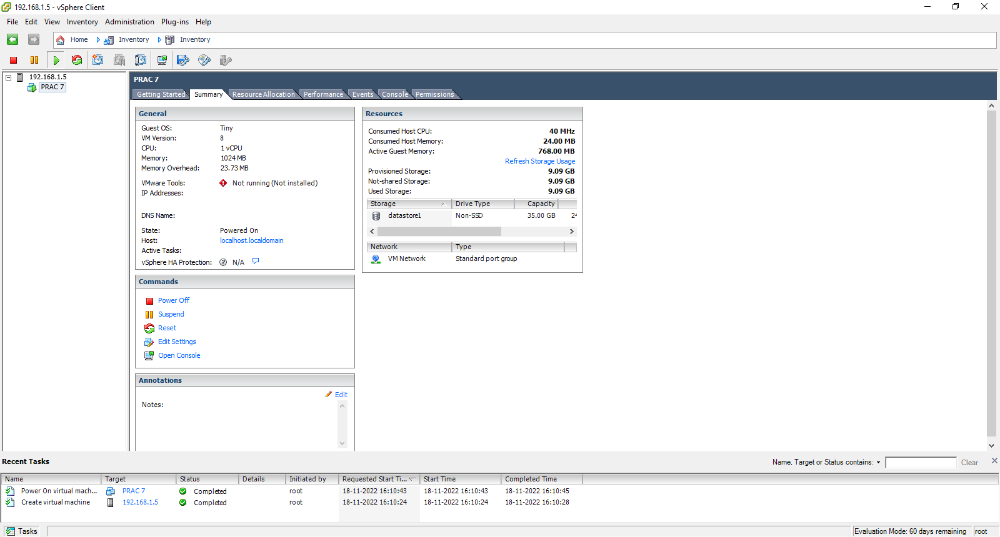 192.168.1.5 - vSphere Client
File Edit View Inventory Administration Plug-ins Help
Home Inventory Inventory
192.168.1.5
PRAC 7
PRAC 7
Getting Started Summary Resource Allocation Performance Events Console Permissions
General
Guest OS: Tiny
VM Version: 8
CPU: 1 vCPU
Memory: 1024 MB
Memory Overhead: 23.73 MB
VMware Tools: Not running (Not installed)
IP Addresses:
DNS Name:
State: Powered On
Host: localhost.localdomain
Active Tasks:
vSphere HA Protection: N/A
Commands
Power Off
Suspend
Reset
Edit Settings
Open Console
Annotations
Edit
Notes:
Resources
Consumed Host CPU: 40 MHz
Consumed Host Memory: 24.00 MB
Active Guest Memory: 768.00 MB
Refresh Storage Usage
Provisioned Storage: 9.09 GB
Not-shared Storage: 9.09 GB
Used Storage: 9.09 GB
Storage Drive Type Capacity
datastore1 Non-SSD 35.00 GB 24
Network Type
VM Network Standard port group
Recent Tasks
Name, Target or Status contains: Clear
Name Target Status Details Initiated by Requested Start Ti... Start Time Completed Time
Power On virtual mach... PRAC 7 Completed root 18-11-2022 16:10:43 18-11-2022 16:10:43 18-11-2022 16:10:45
Create virtual machine 192.168.1.5 Completed root 18-11-2022 16:10:24 18-11-2022 16:10:24 18-11-2022 16:10:28
Tasks
Evaluation Mode: 60 days remaining root